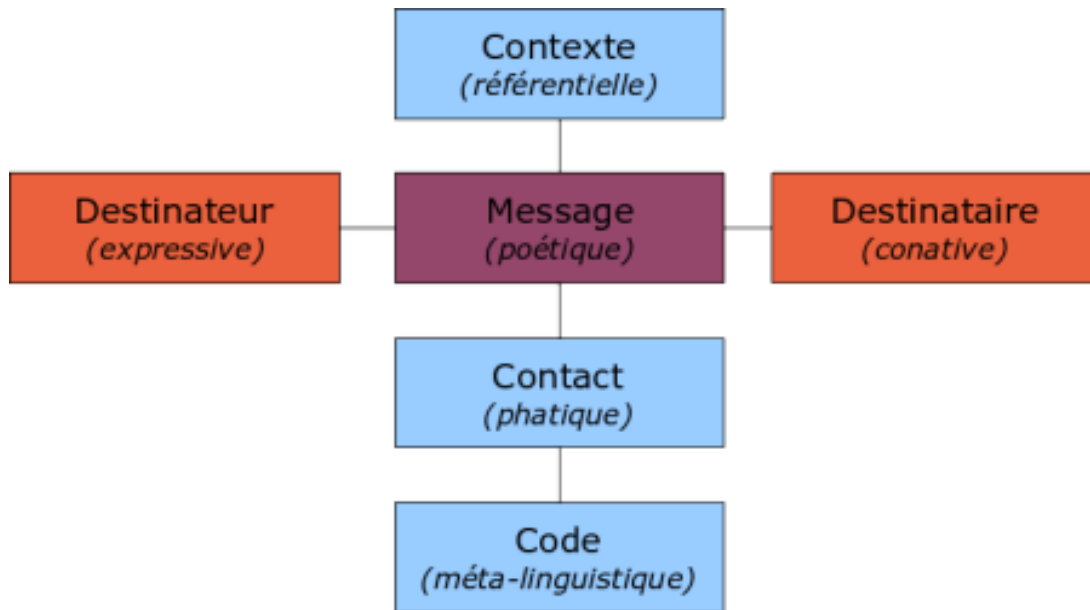 Contexte
(référentielle)
Destinateur
(expressive)
Message
(poétique)
Destinataire
(conative)
Contact
(phatique)
Code
(méta-linguistique)